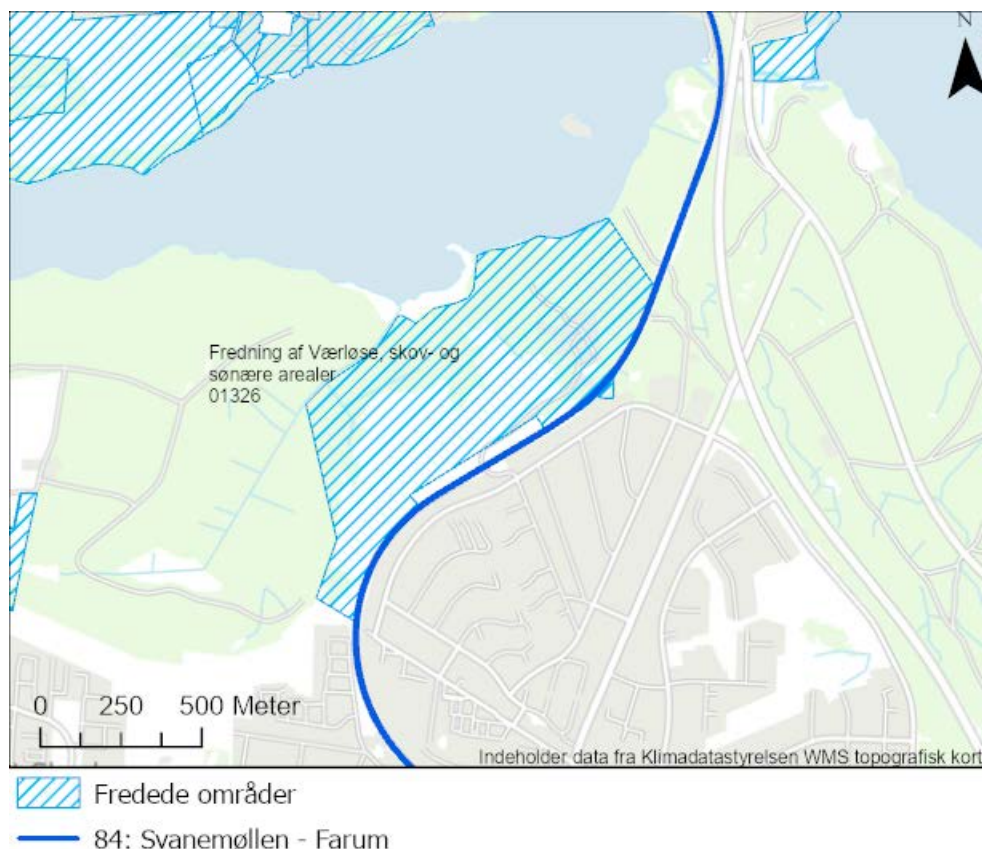 N
Fredning af Værløse, skov- og
sønære arealer
01326
0 250 500 Meter
Indeholder data fra Klimadatastyrelsen WMS topografisk kort
Fredede områder
84: Svanemøllen - Farum